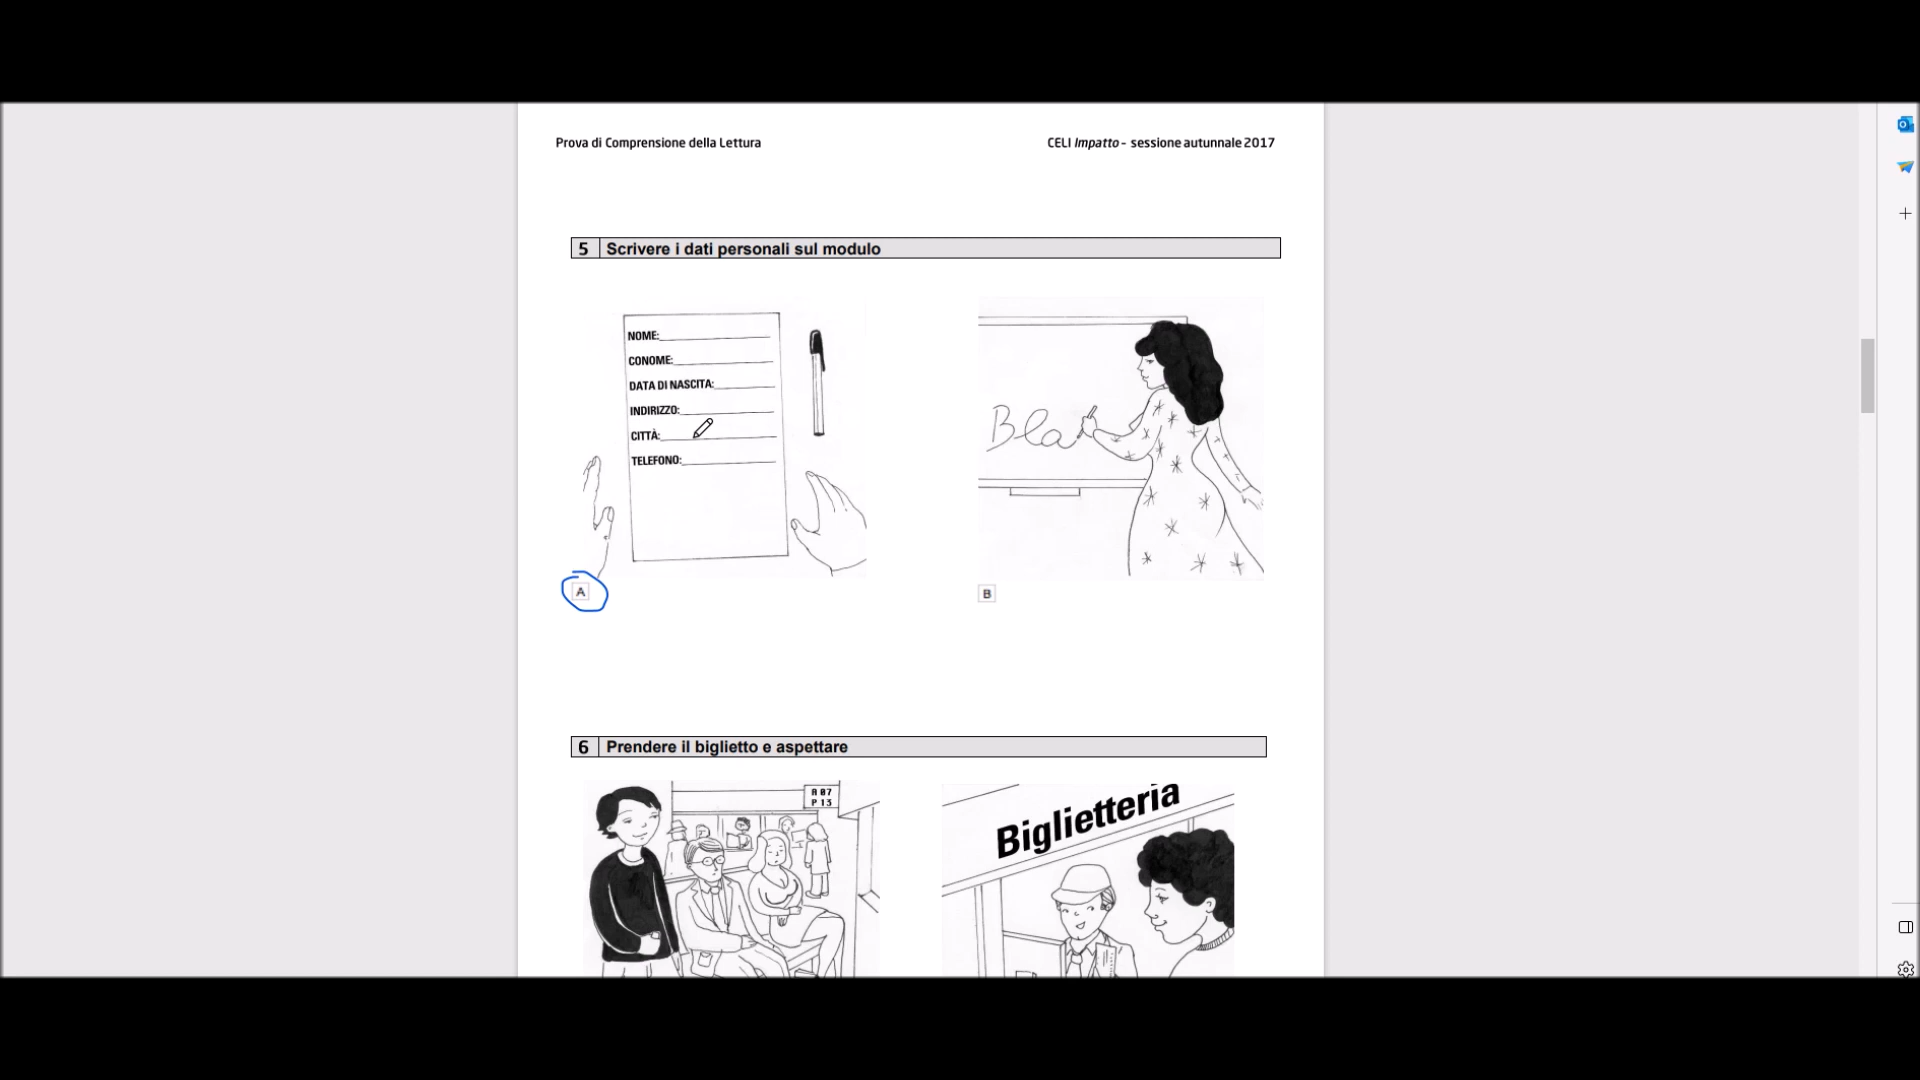 Prova di Comprensione della Lettura
CELI Impatto - sessione autunnale 2017
5 Scrivere i dati personali sul modulo
NOME:
CONOME:
DATA DI NASCITA:
INDIRIZZO:
CITTÀ:
TELEFONO:
Bla
A
B
6 Prendere il biglietto e aspettare
A 07
P 13
Biglietteria